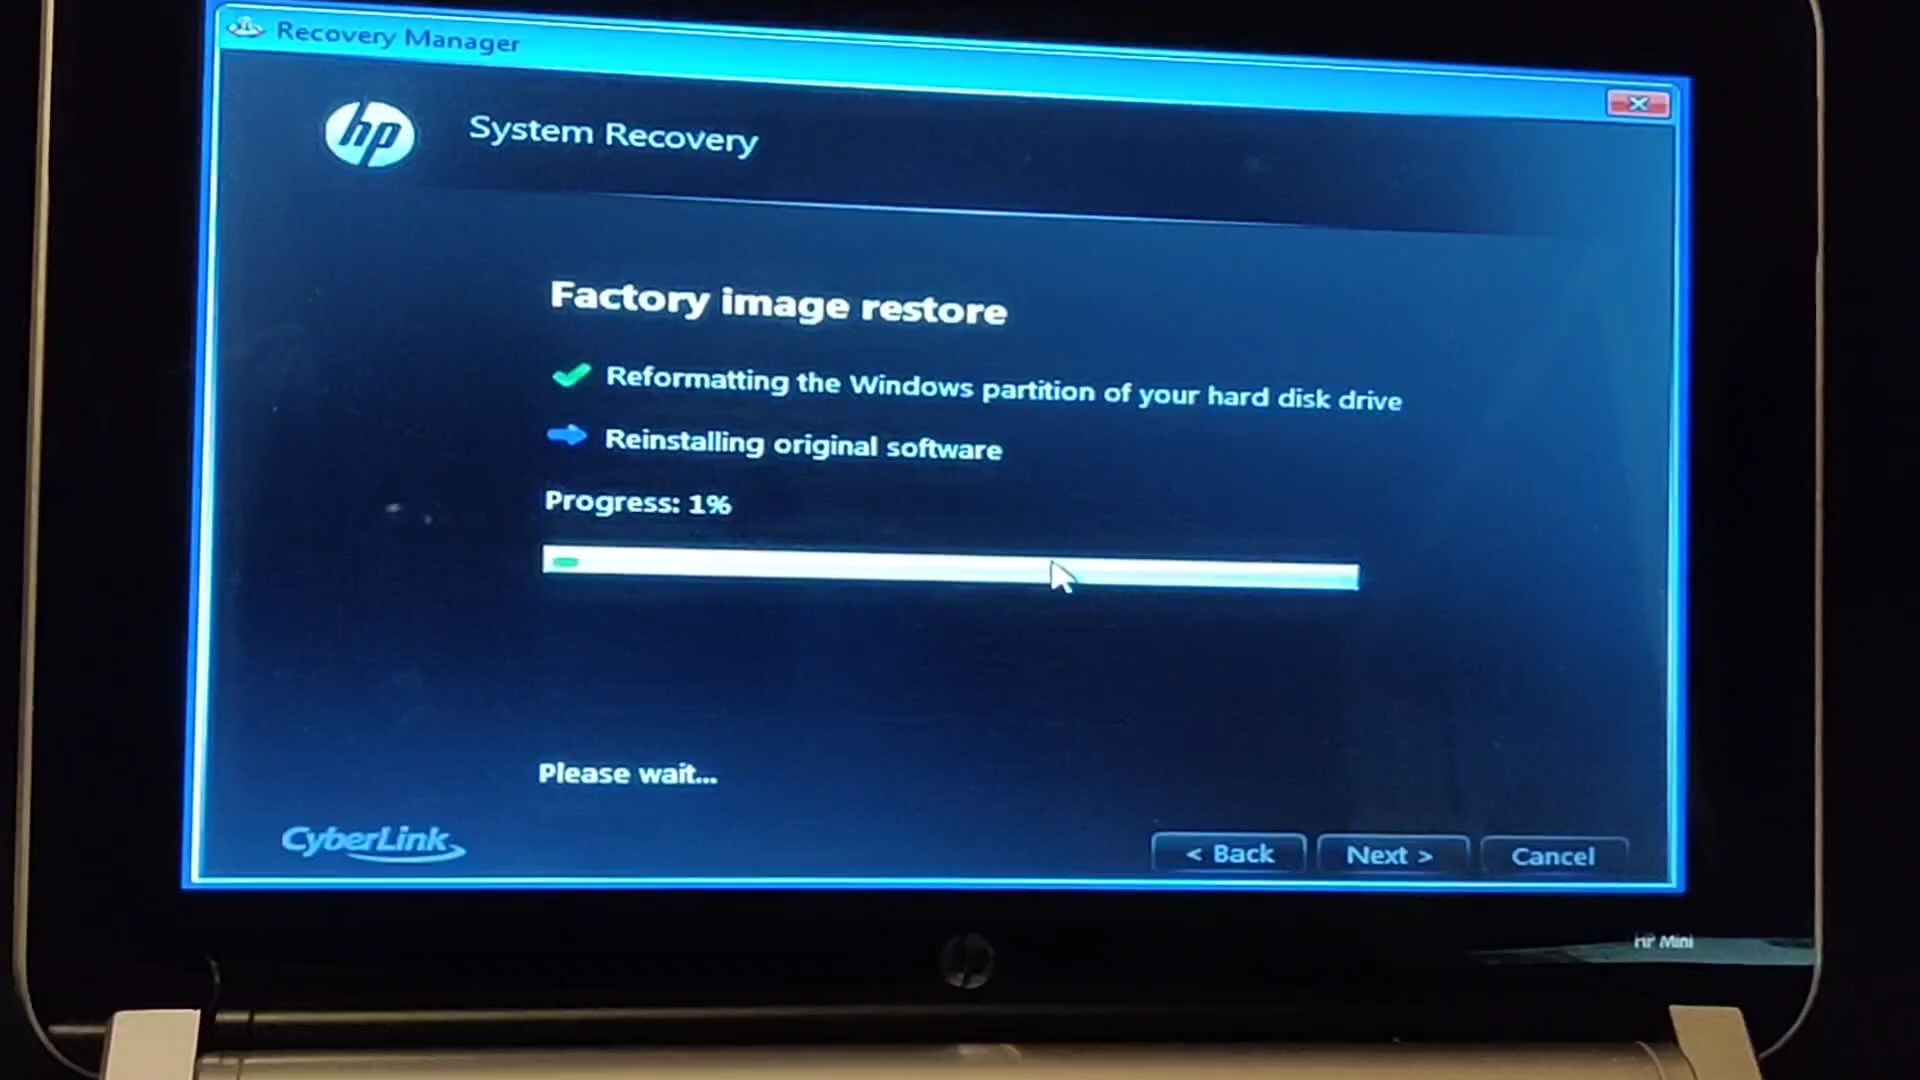 Recovery Manager
hp
System Recovery
Factory image restore
Reformatting the Windows partition of your hard disk drive
Reinstalling original software
Progress: 1%
Please wait...
CyberLink
< Back
Next >
Cancel
HP Mini
hp